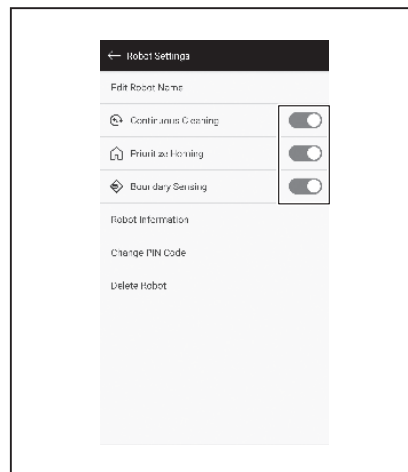 ← Robot Settings
Edit Robot Name
Continuous Cleaning
Prioritize Homing
Boundary Sensing
Robot Information
Change PIN Code
Delete Robot